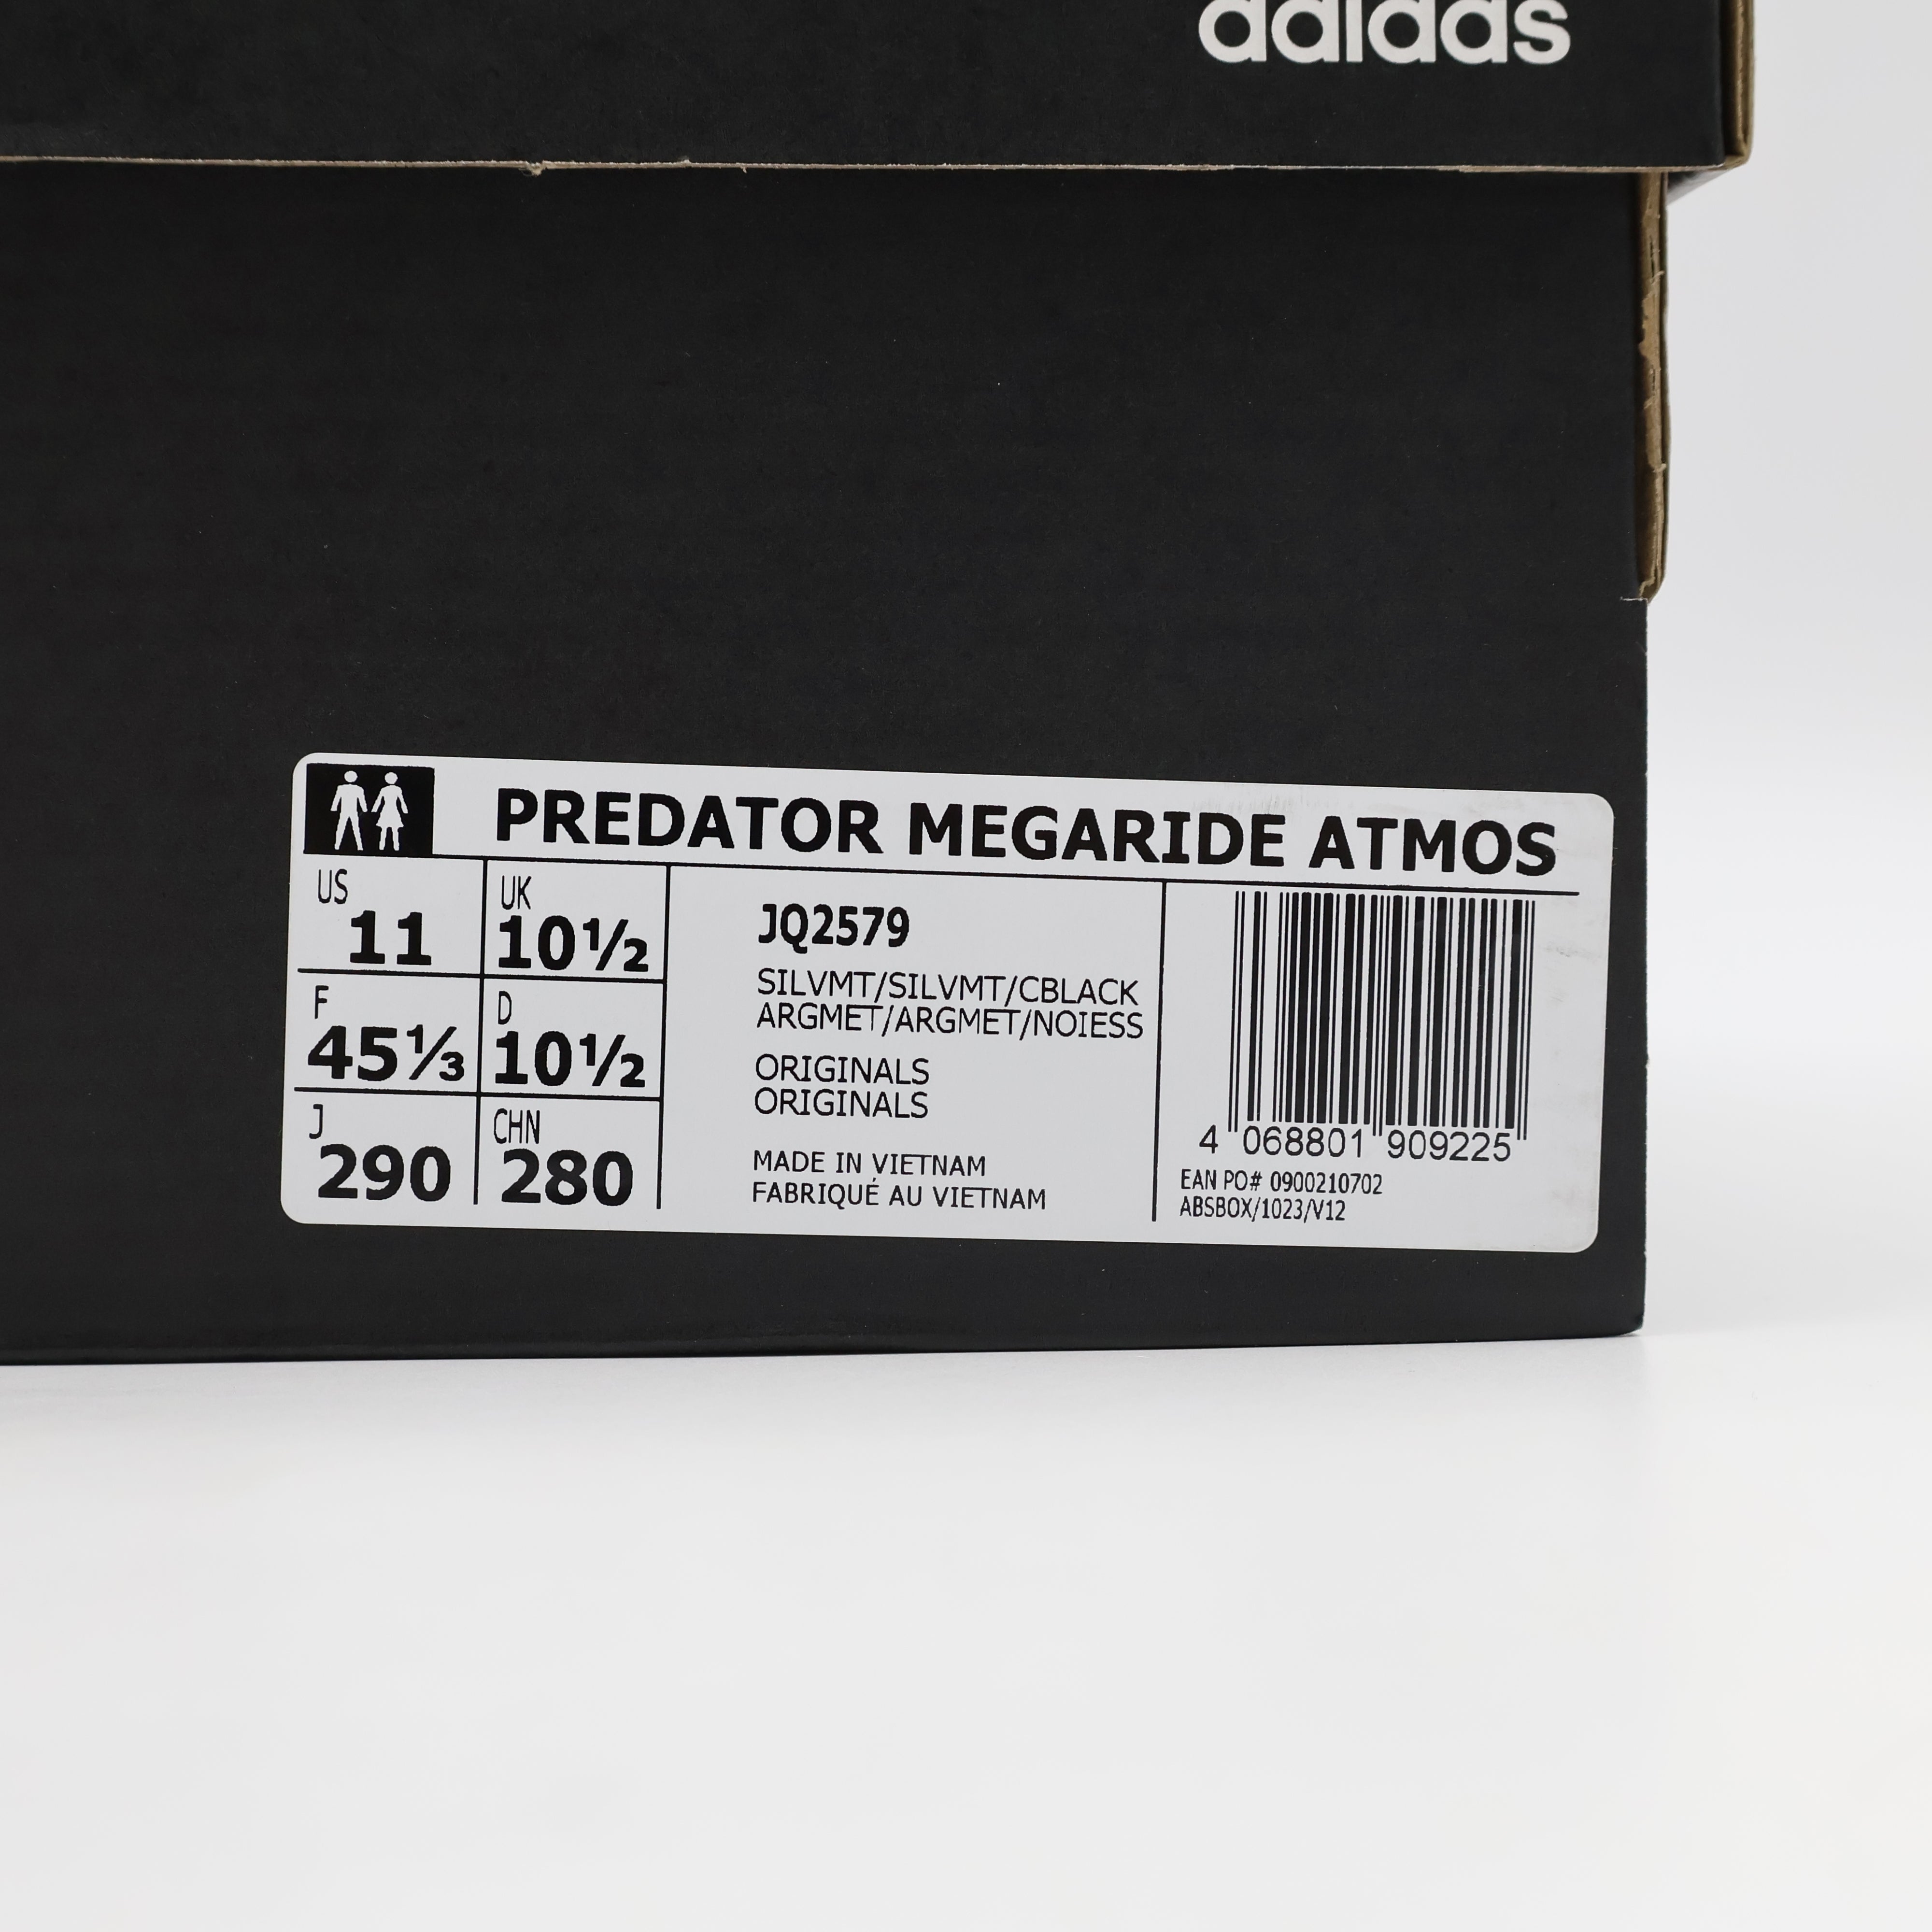 adidas
PREDATOR MEGARIDE ATMOS
US
11
UK
10½
F
45⅓
D
10½
J
290
CHN
280
JQ2579
SILVMT/SILVMT/CBLACK
ARGMET/ARGMET/NOIESS
ORIGINALS
ORIGINALS
MADE IN VIETNAM
FABRIQUÉ AU VIETNAM
4 068801 909225
EAN PO# 0900210702
ABSBOX/1023/V12